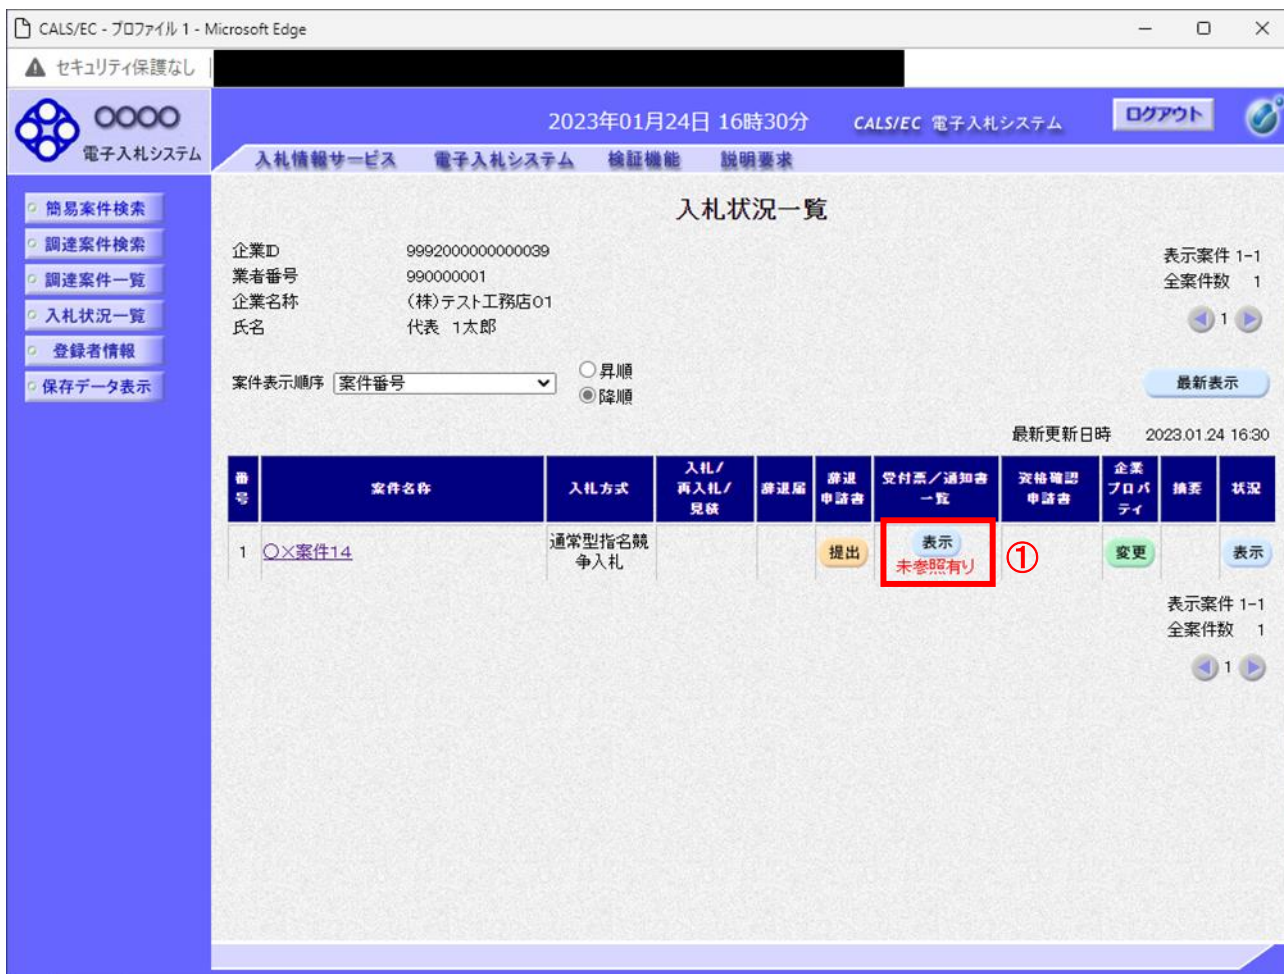 CALS/EC - プロファイル 1 - Microsoft Edge
セキュリティ保護なし
○○○○
電子入札システム
2023年01月24日 16時30分
CALS/EC 電子入札システム
ログアウト
入札情報サービス 電子入札システム 検証機能 説明要求
簡易案件検索
調達案件検索
調達案件一覧
入札状況一覧
登録者情報
保存データ表示
入札状況一覧
企業ID 9992000000000039
業者番号 990000001
企業名称 (株)テスト工務店01
氏名 代表 1太郎
表示案件 1-1
全案件数 1
1
案件表示順序 案件番号
昇順
降順
最新表示
最新更新日時 2023.01.24 16:30
番号 案件名称 入札方式 入札/再入札/見積 辞退届 辞退申請書 受付票/通知書一覧 資格確認申請書 企業プロパティ 摘要 状況
1 ○×案件14 通常型指名競争入札 提出 表示 未参照有り ① 変更 表示
表示案件 1-1
全案件数 1
1